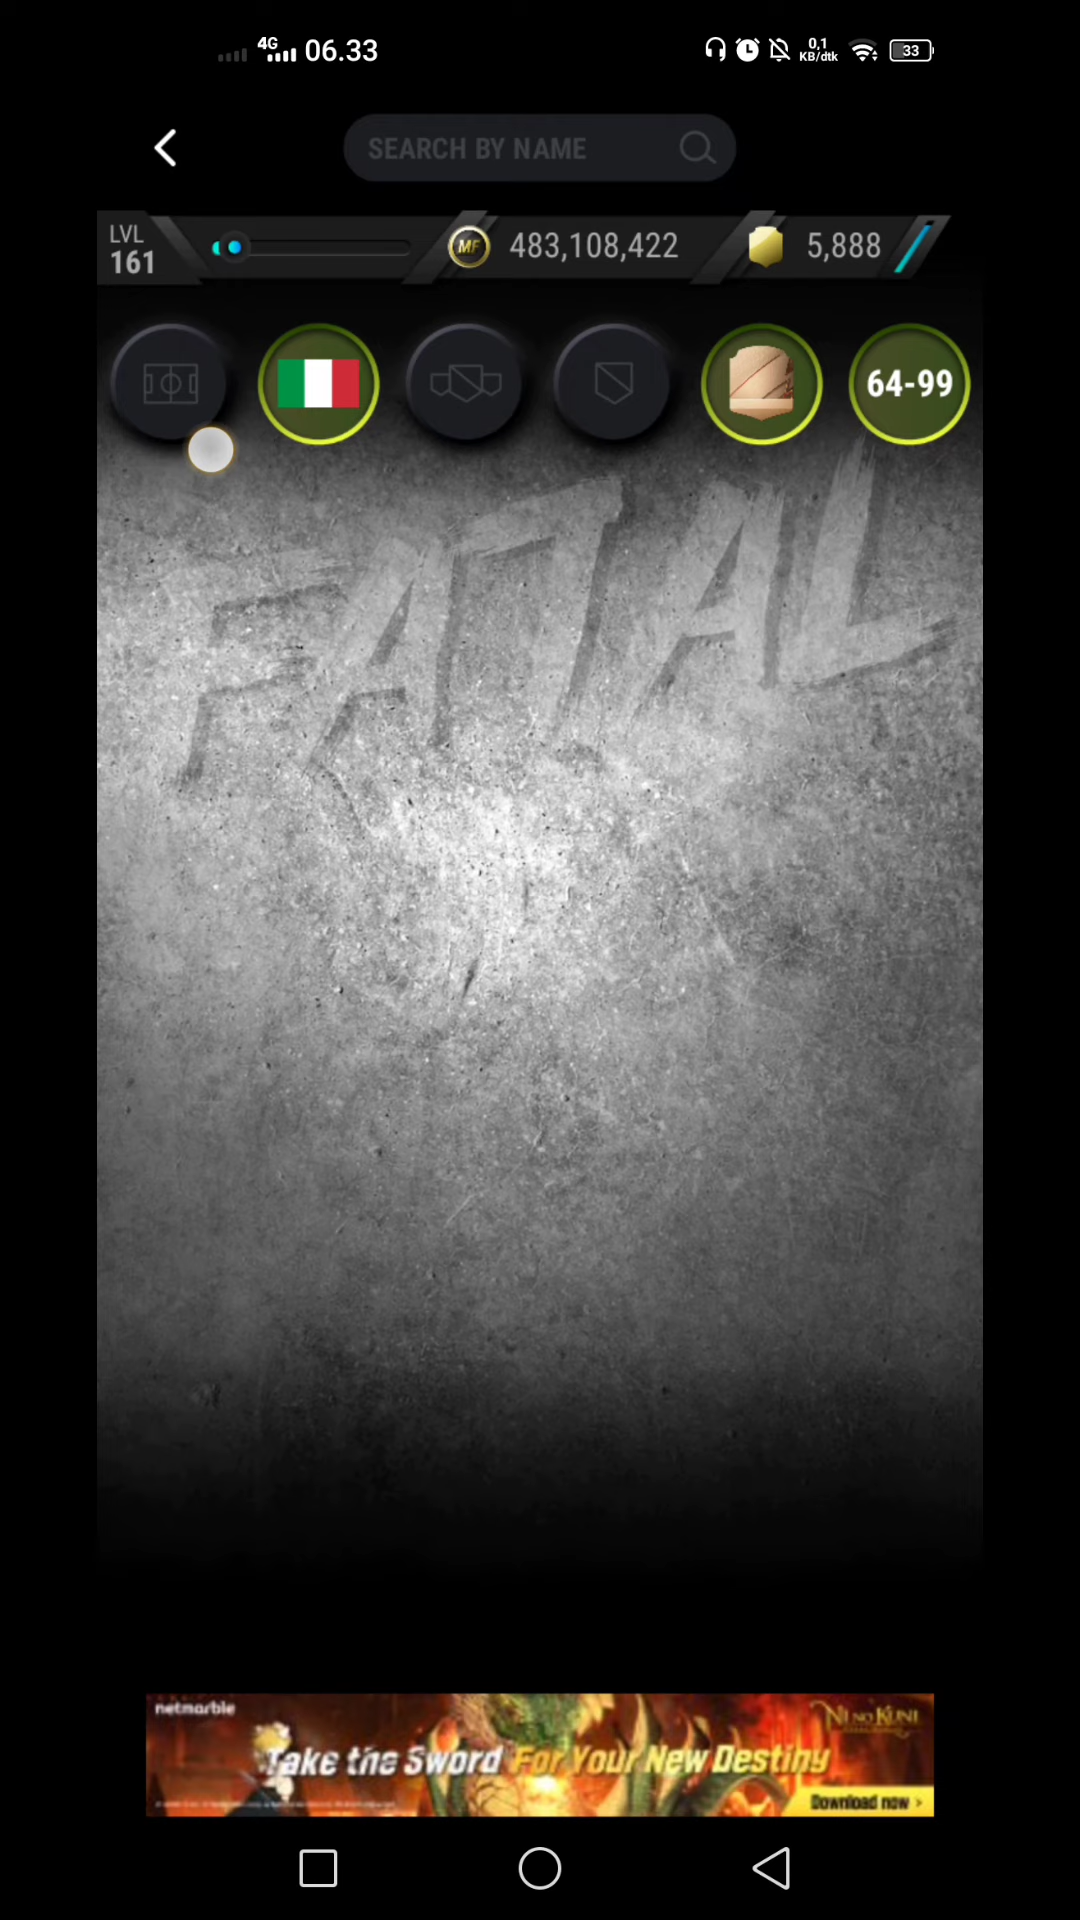 4G 06.33 0,1 KB/dtk 33
SEARCH BY NAME
LVL
161
MF 483,108,422 5,888
64-99
FATAL
netmarble
NI NO KUNI
Take the Sword For Your New Destiny
Download now >